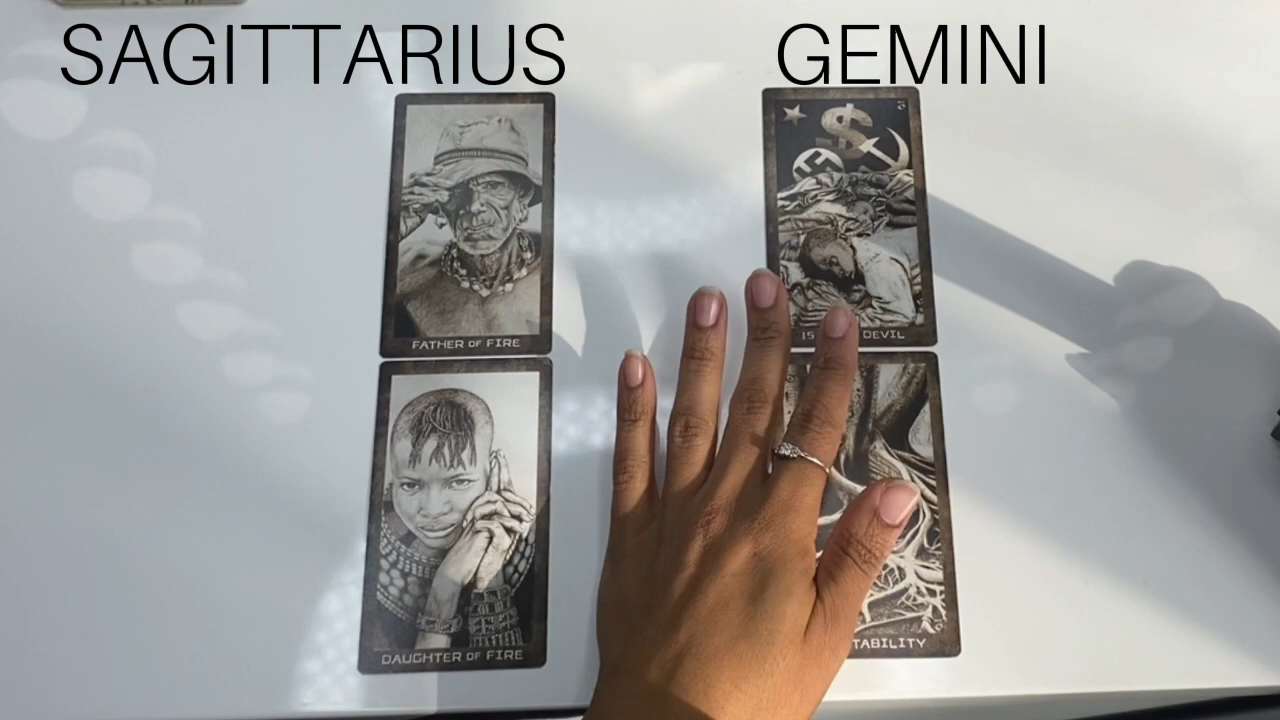 SAGITTARIUS
GEMINI
FATHER OF FIRE
15 DEVIL
DAUGHTER OF FIRE